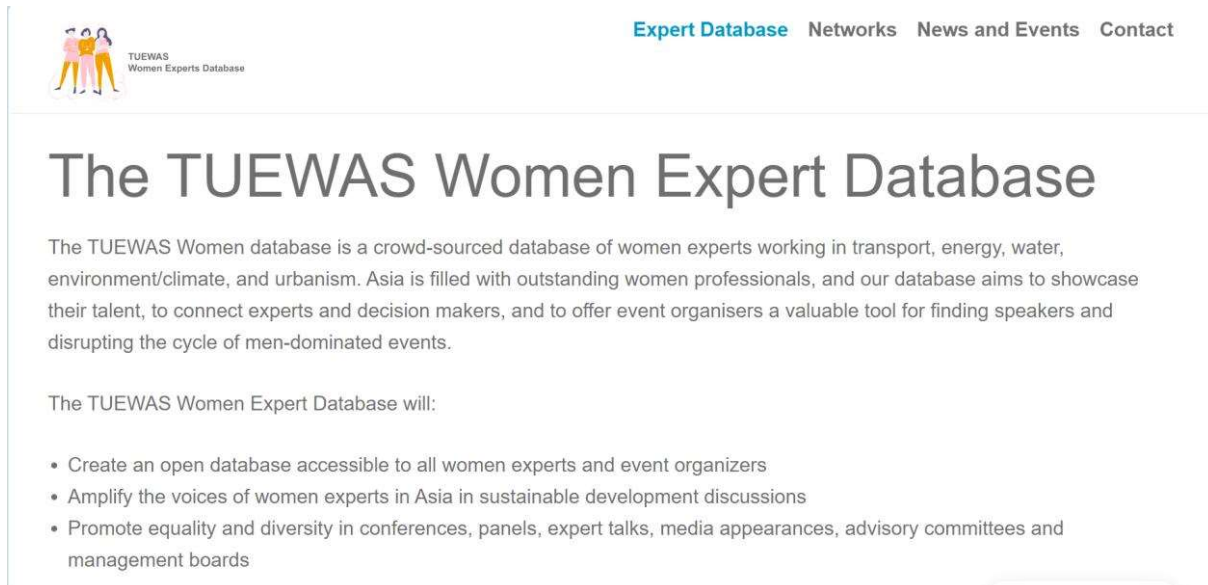 TUEWAS
Women Experts Database
Expert Database Networks News and Events Contact
The TUEWAS Women Expert Database
The TUEWAS Women database is a crowd-sourced database of women experts working in transport, energy, water,
environment/climate, and urbanism. Asia is filled with outstanding women professionals, and our database aims to showcase
their talent, to connect experts and decision makers, and to offer event organisers a valuable tool for finding speakers and
disrupting the cycle of men-dominated events.
The TUEWAS Women Expert Database will:
• Create an open database accessible to all women experts and event organizers
• Amplify the voices of women experts in Asia in sustainable development discussions
• Promote equality and diversity in conferences, panels, expert talks, media appearances, advisory committees and
management boards